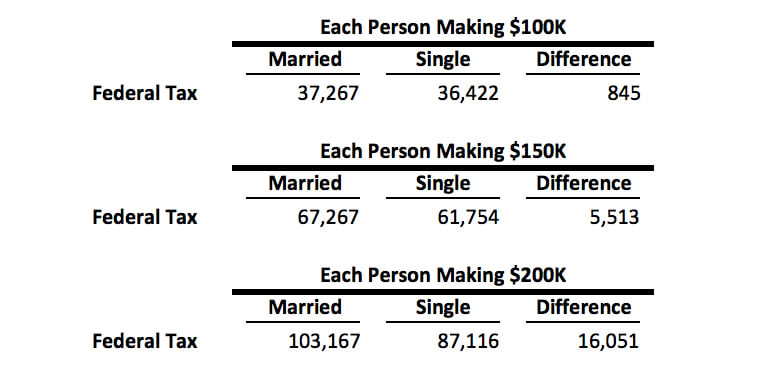 Each Person Making $100K
Married Single Difference
Federal Tax 37,267 36,422 845
Each Person Making $150K
Married Single Difference
Federal Tax 67,267 61,754 5,513
Each Person Making $200K
Married Single Difference
Federal Tax 103,167 87,116 16,051